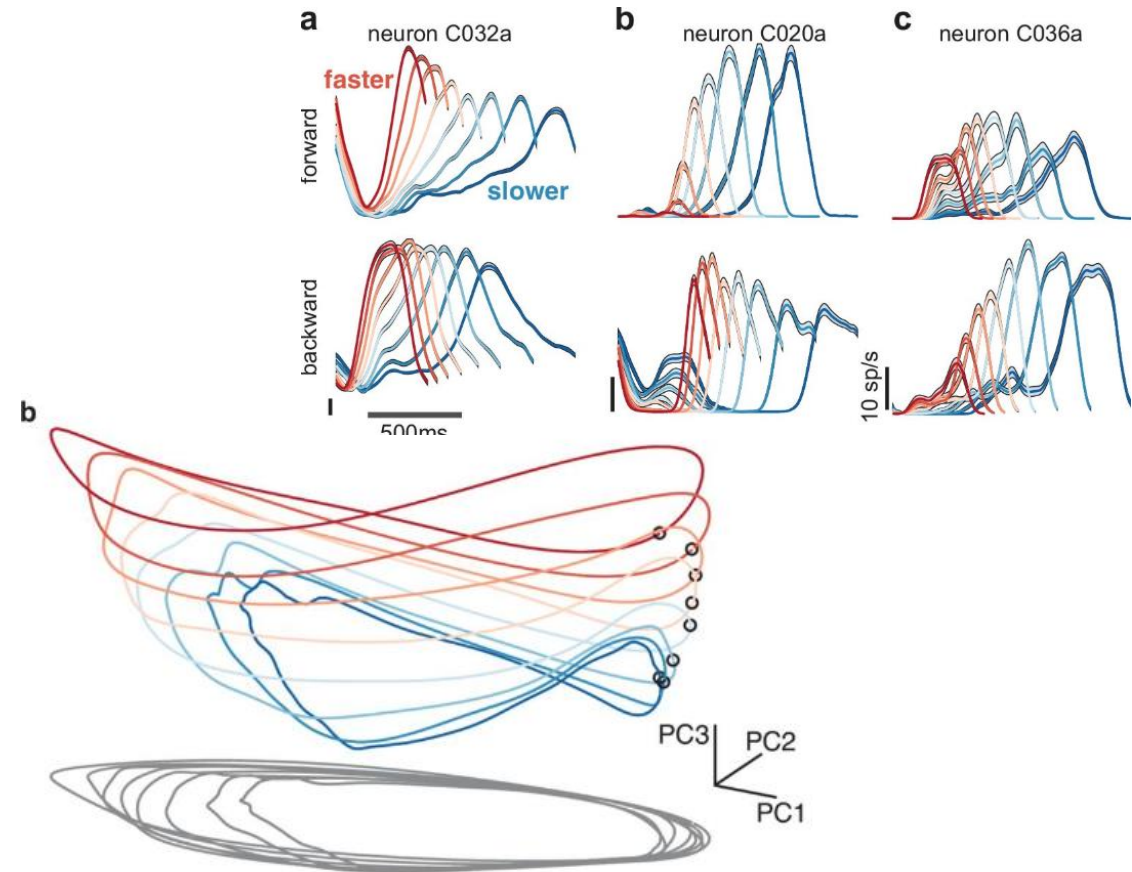 a
neuron C032a
b
neuron C020a
c
neuron C036a
faster
forward
slower
backward
10 sp/s
500ms
b
PC3
PC2
PC1